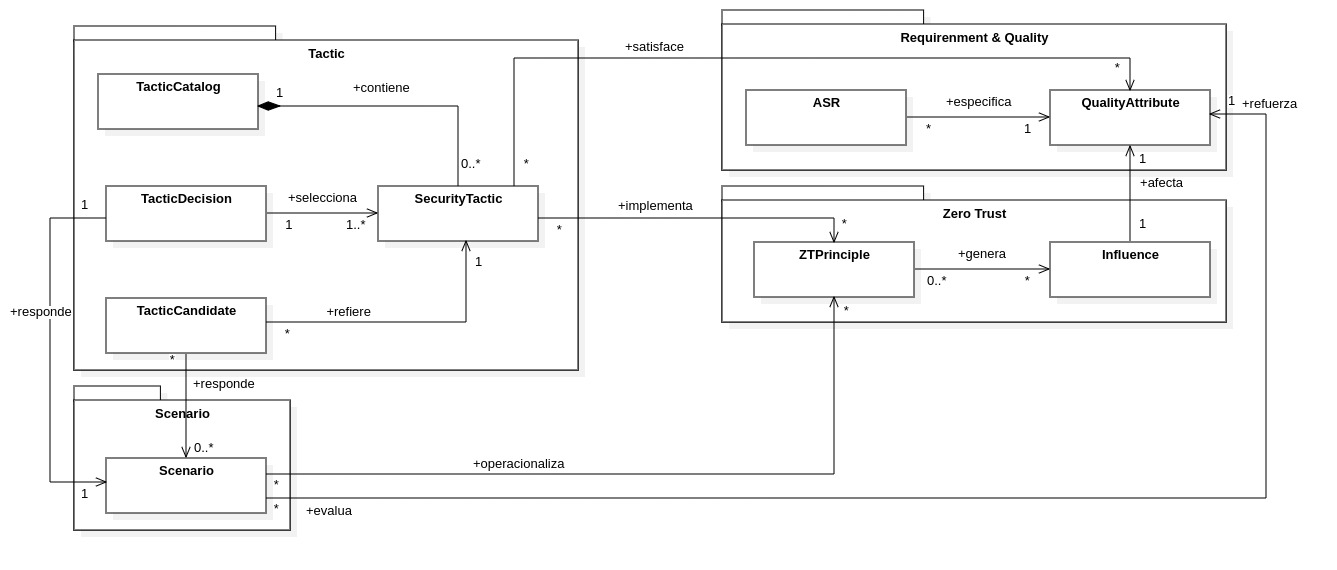 Tactic
TacticCatalog
1
+contiene
0..*
*
+satisface
TacticDecision
1
+selecciona
1
1..*
SecurityTactic
+implementa
*
*
1
TacticCandidate
+refiere
*
+responde
*
+responde
0..*
Scenario
Scenario
1
*
*
+operacionaliza
+evalua
Requirenment & Quality
*
ASR
+especifica
*
1
QualityAttribute
1
+refuerza
1
+afecta
1
Zero Trust
ZTPrinciple
+genera
0..*
*
Influence
*